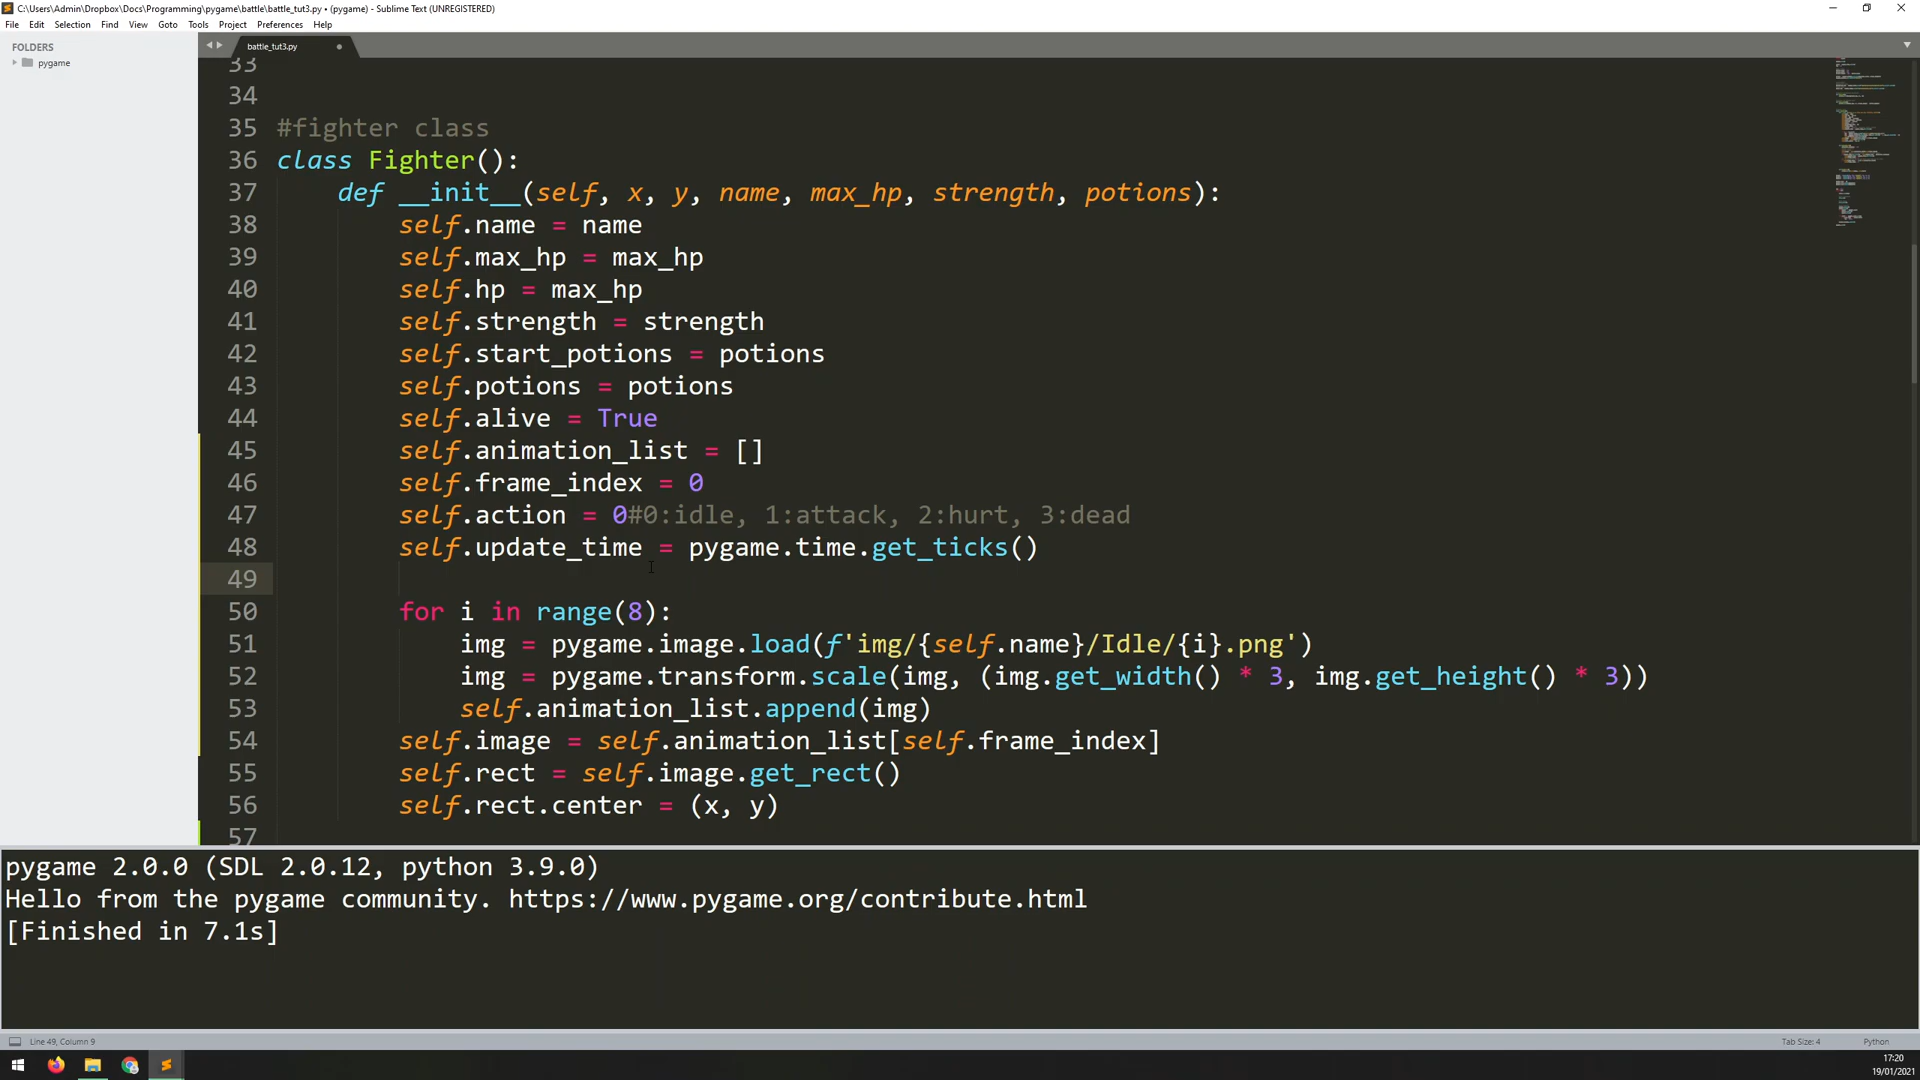 C:\Users\Admin\Dropbox\Docs\Programming\pygame\battle\battle_tut3.py • (pygame) - Sublime Text (UNREGISTERED)
File Edit Selection Find View Goto Tools Project Preferences Help
FOLDERS
pygame
battle_tut3.py
33
34
35 #fighter class
36 class Fighter():
37 def __init__(self, x, y, name, max_hp, strength, potions):
38 self.name = name
39 self.max_hp = max_hp
40 self.hp = max_hp
41 self.strength = strength
42 self.start_potions = potions
43 self.potions = potions
44 self.alive = True
45 self.animation_list = []
46 self.frame_index = 0
47 self.action = 0#0:idle, 1:attack, 2:hurt, 3:dead
48 self.update_time = pygame.time.get_ticks()
49
50 for i in range(8):
51 img = pygame.image.load(f'img/{self.name}/Idle/{i}.png')
52 img = pygame.transform.scale(img, (img.get_width() * 3, img.get_height() * 3))
53 self.animation_list.append(img)
54 self.image = self.animation_list[self.frame_index]
55 self.rect = self.image.get_rect()
56 self.rect.center = (x, y)
57
pygame 2.0.0 (SDL 2.0.12, python 3.9.0)
Hello from the pygame community. https://www.pygame.org/contribute.html
[Finished in 7.1s]
Line 49, Column 9
Tab Size: 4
Python
17:20
19/01/2021